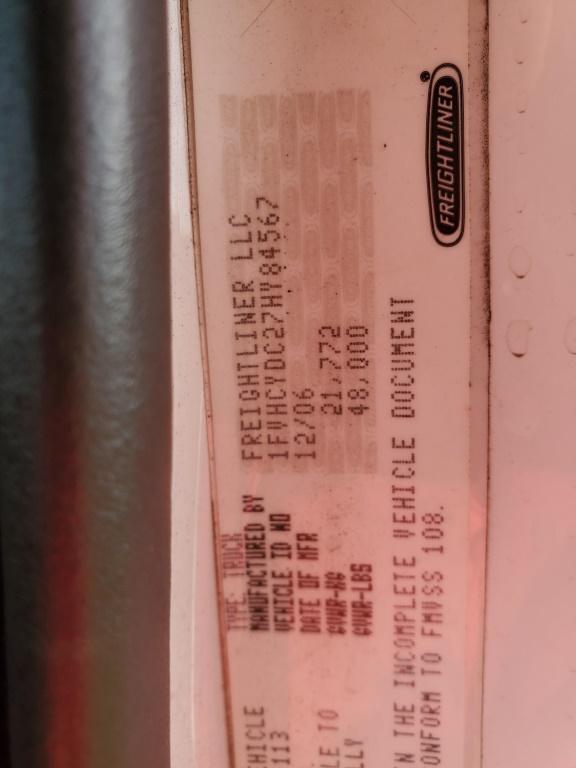 FREIGHTLINER
TYPE: TRUCK
MANUFACTURED BY FREIGHTLINER LLC
VEHICLE ID NO 1FVHCYDC27HY84567
DATE OF MFR 12/06
GVWR-KG 21,772
GVWR-LBS 48,000
N THE INCOMPLETE VEHICLE DOCUMENT
ONFORM TO FMVSS 108.
EHICLE
113
LE TO
LLY